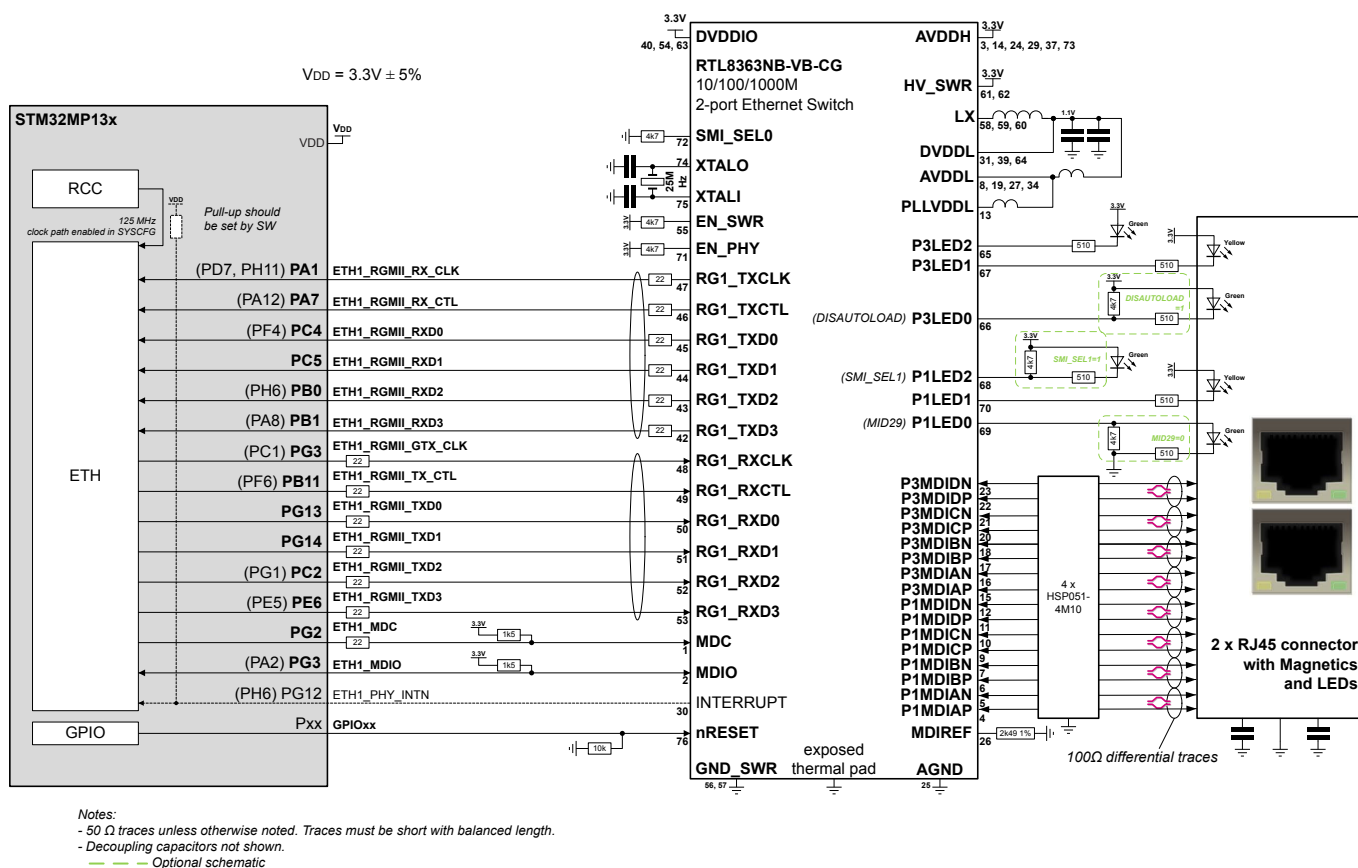 VDD = 3.3V ± 5%
STM32MP13x
VDD
VDD
RCC
125 MHz
clock path enabled in SYSCFG
VDD
Pull-up should
be set by SW
ETH
GPIO
(PD7, PH11) PA1 ETH1_RGMII_RX_CLK
(PA12) PA7 ETH1_RGMII_RX_CTL
(PF4) PC4 ETH1_RGMII_RXD0
PC5 ETH1_RGMII_RXD1
(PH6) PB0 ETH1_RGMII_RXD2
(PA8) PB1 ETH1_RGMII_RXD3
(PC1) PG3 ETH1_RGMII_GTX_CLK
22
(PF6) PB11 ETH1_RGMII_TX_CTL
22
PG13 ETH1_RGMII_TXD0
22
PG14 ETH1_RGMII_TXD1
22
(PG1) PC2 ETH1_RGMII_TXD2
22
(PE5) PE6 ETH1_RGMII_TXD3
22
PG2 ETH1_MDC
22
3.3V
1k5
(PA2) PG3 ETH1_MDIO
3.3V
1k5
(PH6) PG12 ETH1_PHY_INTN
Pxx GPIOxx
10k
3.3V
40, 54, 63
DVDDIO
RTL8363NB-VB-CG
10/100/1000M
2-port Ethernet Switch
4k7
72
SMI_SEL0
74
XTALO
25M
Hz
75
XTALI
3.3V
4k7
55
EN_SWR
3.3V
4k7
71
EN_PHY
22
47
RG1_TXCLK
22
46
RG1_TXCTL
22
45
RG1_TXD0
22
44
RG1_TXD1
22
43
RG1_TXD2
22
42
RG1_TXD3
48
RG1_RXCLK
49
RG1_RXCTL
50
RG1_RXD0
51
RG1_RXD1
52
RG1_RXD2
53
RG1_RXD3
1
MDC
2
MDIO
30
INTERRUPT
76
nRESET
GND_SWR
56, 57
exposed
thermal pad
AGND
25
AVDDH
3.3V
3, 14, 24, 29, 37, 73
HV_SWR
3.3V
61, 62
LX
58, 59, 60
1.1V
DVDDL
31, 39, 64
AVDDL
8, 19, 27, 34
PLLVDDL
13
P3LED2
65
510
3.3V
Green
P3LED1
67
510
3.3V
Yellow
(DISAUTOLOAD) P3LED0
66
3.3V
4k7
DISAUTOLOAD
=1
510
Green
(SMI_SEL1) P1LED2
68
3.3V
4k7
SMI_SEL1=1
510
Green
P1LED1
70
510
3.3V
Yellow
(MID29) P1LED0
69
4k7
MID29=0
510
Green
P3MDIDN
23
P3MDIDP
22
P3MDICN
21
P3MDICP
20
P3MDIBN
18
P3MDIBP
17
P3MDIAN
16
P3MDIAP
15
P1MDIDN
12
P1MDIDP
11
P1MDICN
10
P1MDICP
9
P1MDIBN
7
P1MDIBP
6
P1MDIAN
5
P1MDIAP
4
MDIREF
26
2k49 1%
4 x
HSP051-
4M10
100Ω differential traces
2 x RJ45 connector
with Magnetics
and LEDs
Notes:
- 50 Ω traces unless otherwise noted. Traces must be short with balanced length.
- Decoupling capacitors not shown.
Optional schematic